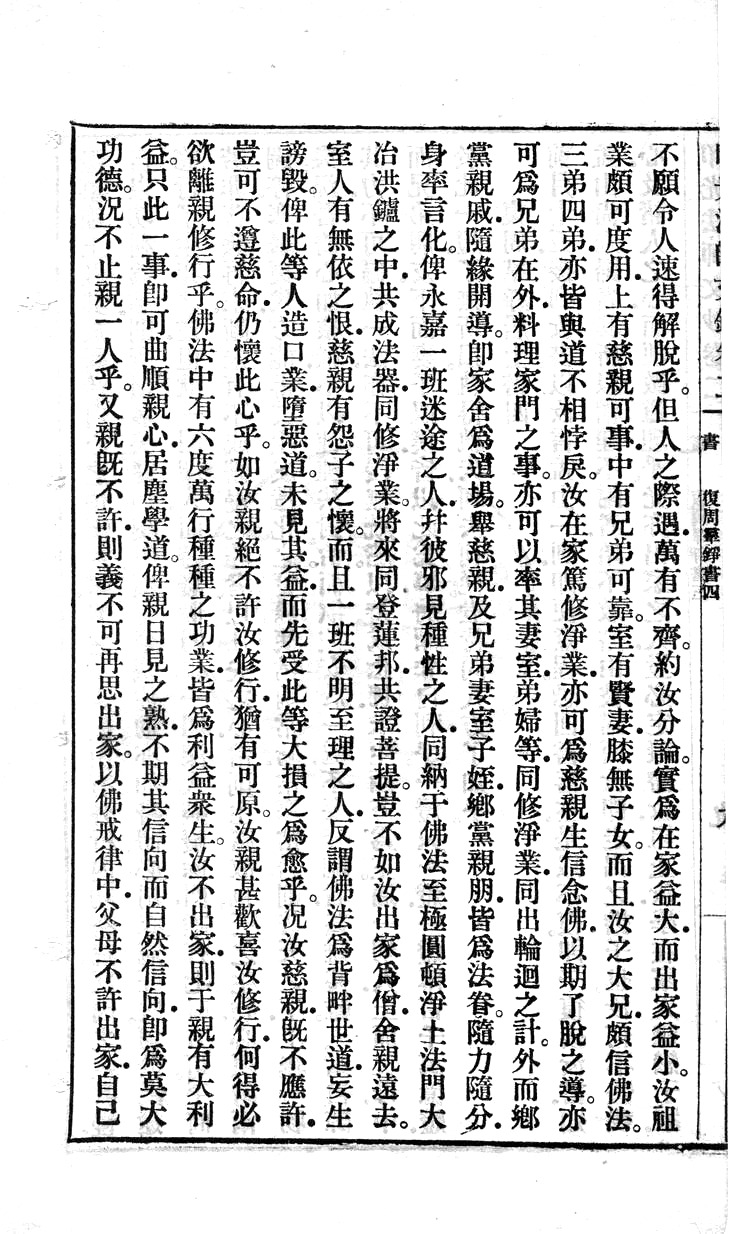 書　復周羣錚書四
不願令人速得解脫乎。但人之際遇。萬有不齊。約汝分論。實爲在家益大。而出家益小。汝祖
業頗可度用。上有慈親可事。中有兄弟可靠。室有賢妻。膝無子女。而且汝之大兄。頗信佛法。
三弟四弟。亦皆與道不相悖戾。汝在家篤修淨業。亦可爲慈親生信念佛。以期了脫之導。亦
可爲兄弟在外料理家門之事。亦可以率其妻室。弟婦等。同修淨業。同出輪迴之計。外而鄉
黨親戚。隨緣開導。卽家舍爲道場。舉慈親。及兄弟妻室子姪。鄉黨親朋。皆爲法眷。隨力隨分。
身率言化。俾永嘉一班迷途之人。幷彼邪見種性之人。同納于佛法至極圓頓淨土法門大
冶洪鑪之中。共成法器。同修淨業。將來同登蓮邦。共證菩提。豈不如汝出家爲僧。舍親遠去。
室人有無依之恨。慈親有怨子之懷。而且一班不明至理之人。反謂佛法爲背畔世道。妄生
謗毀。俾此等人造口業。墮惡道。未見其益。而先受此等大損之爲愈乎。况汝慈親。旣不應許。
豈可不遵慈命。仍懷此心乎。如汝親絕不許汝修行。猶有可原。汝親甚歡喜汝修行。何得必
欲離親修行乎。佛法中有六度萬行種種之功業。皆爲利益衆生。汝不出家。則于親有大利
益。只此一事。卽可曲順親心。居塵學道。俾親日見之熟。不期其信向而自然信向。卽爲莫大
功德。況不止親一人乎。又親旣不許。則義不可再思出家。以佛戒律中。父母不許出家。自己